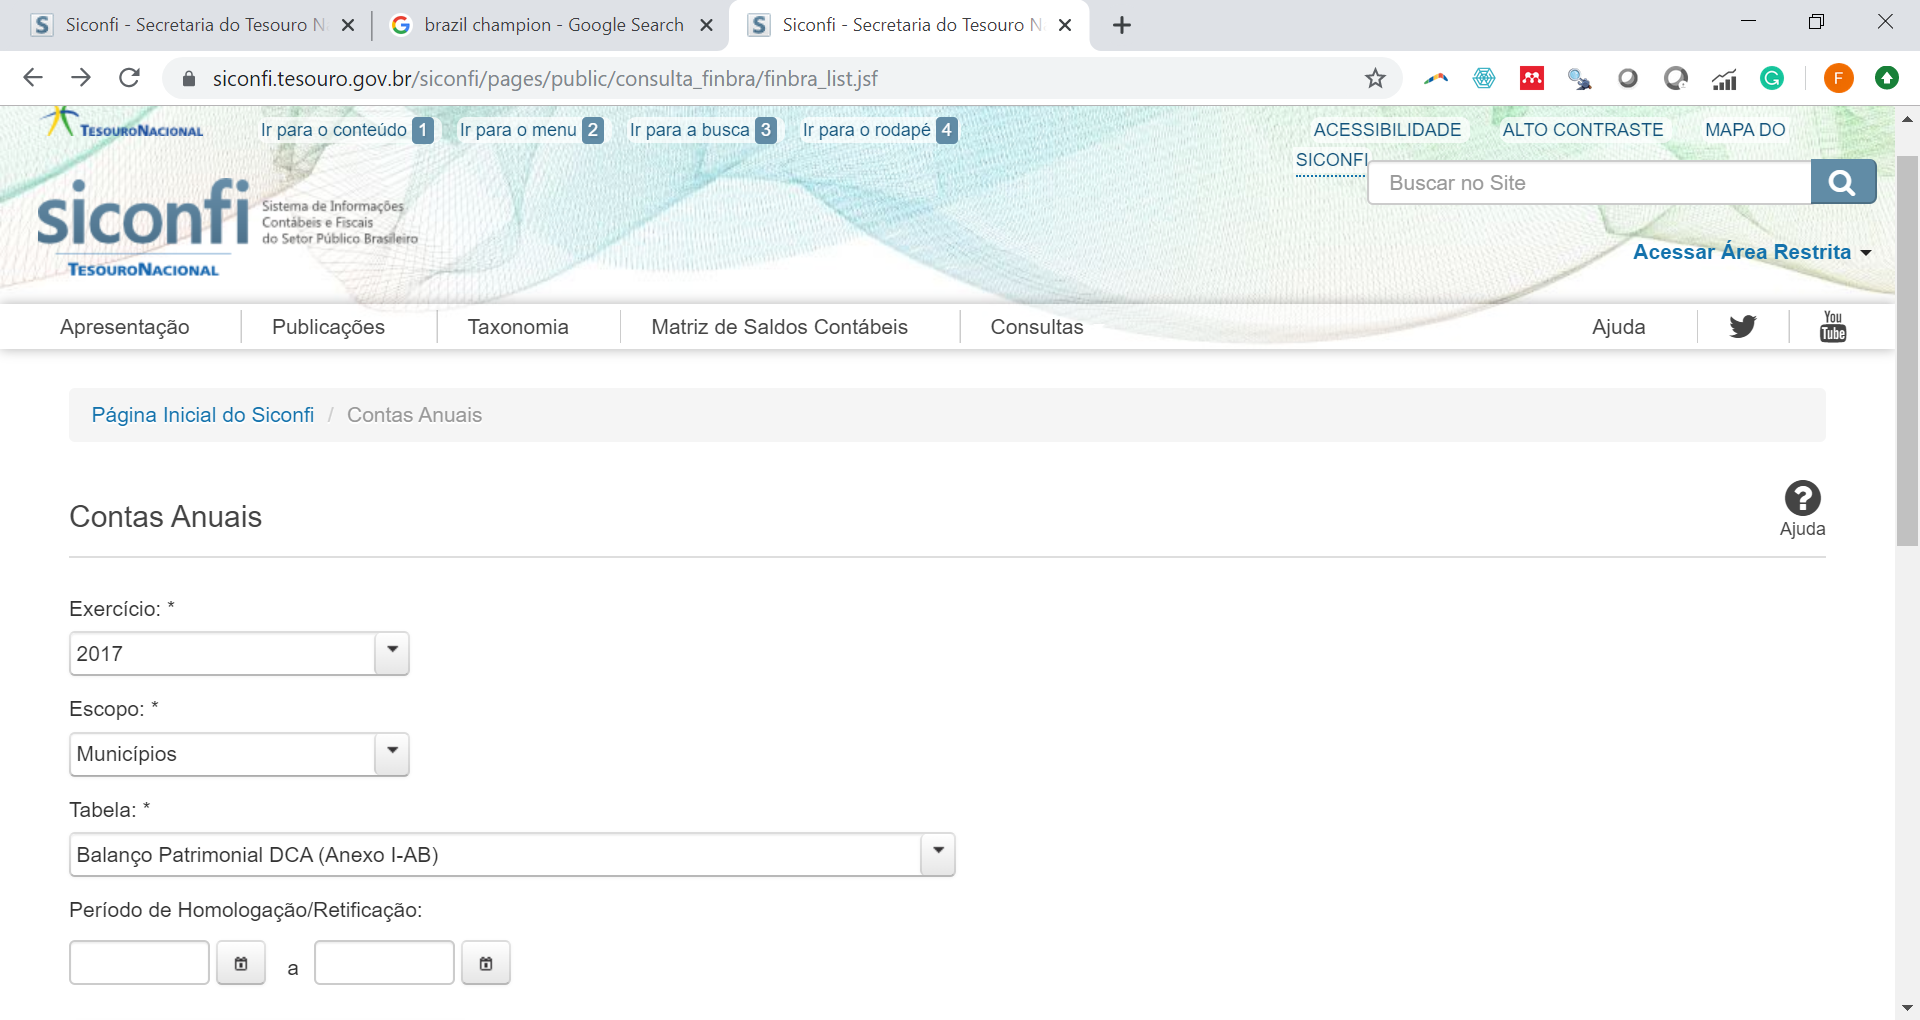 Siconfi - Secretaria do Tesouro N
brazil champion - Google Search
Siconfi - Secretaria do Tesouro N
siconfi.tesouro.gov.br/siconfi/pages/public/consulta_finbra/finbra_list.jsf
F
G
TESOURONACIONAL
Ir para o conteúdo 1
Ir para o menu 2
Ir para a busca 3
Ir para o rodapé 4
ACESSIBILIDADE
ALTO CONTRASTE
MAPA DO
SICONFI
Buscar no Site
siconfi
Sistema de Informações
Contábeis e Fiscais
do Setor Público Brasileiro
TESOURONACIONAL
Acessar Área Restrita
Apresentação
Publicações
Taxonomia
Matriz de Saldos Contábeis
Consultas
Ajuda
You
Tube
Página Inicial do Siconfi / Contas Anuais
Contas Anuais
?
Ajuda
Exercício: *
2017
Escopo: *
Municípios
Tabela: *
Balanço Patrimonial DCA (Anexo I-AB)
Período de Homologação/Retificação:
a